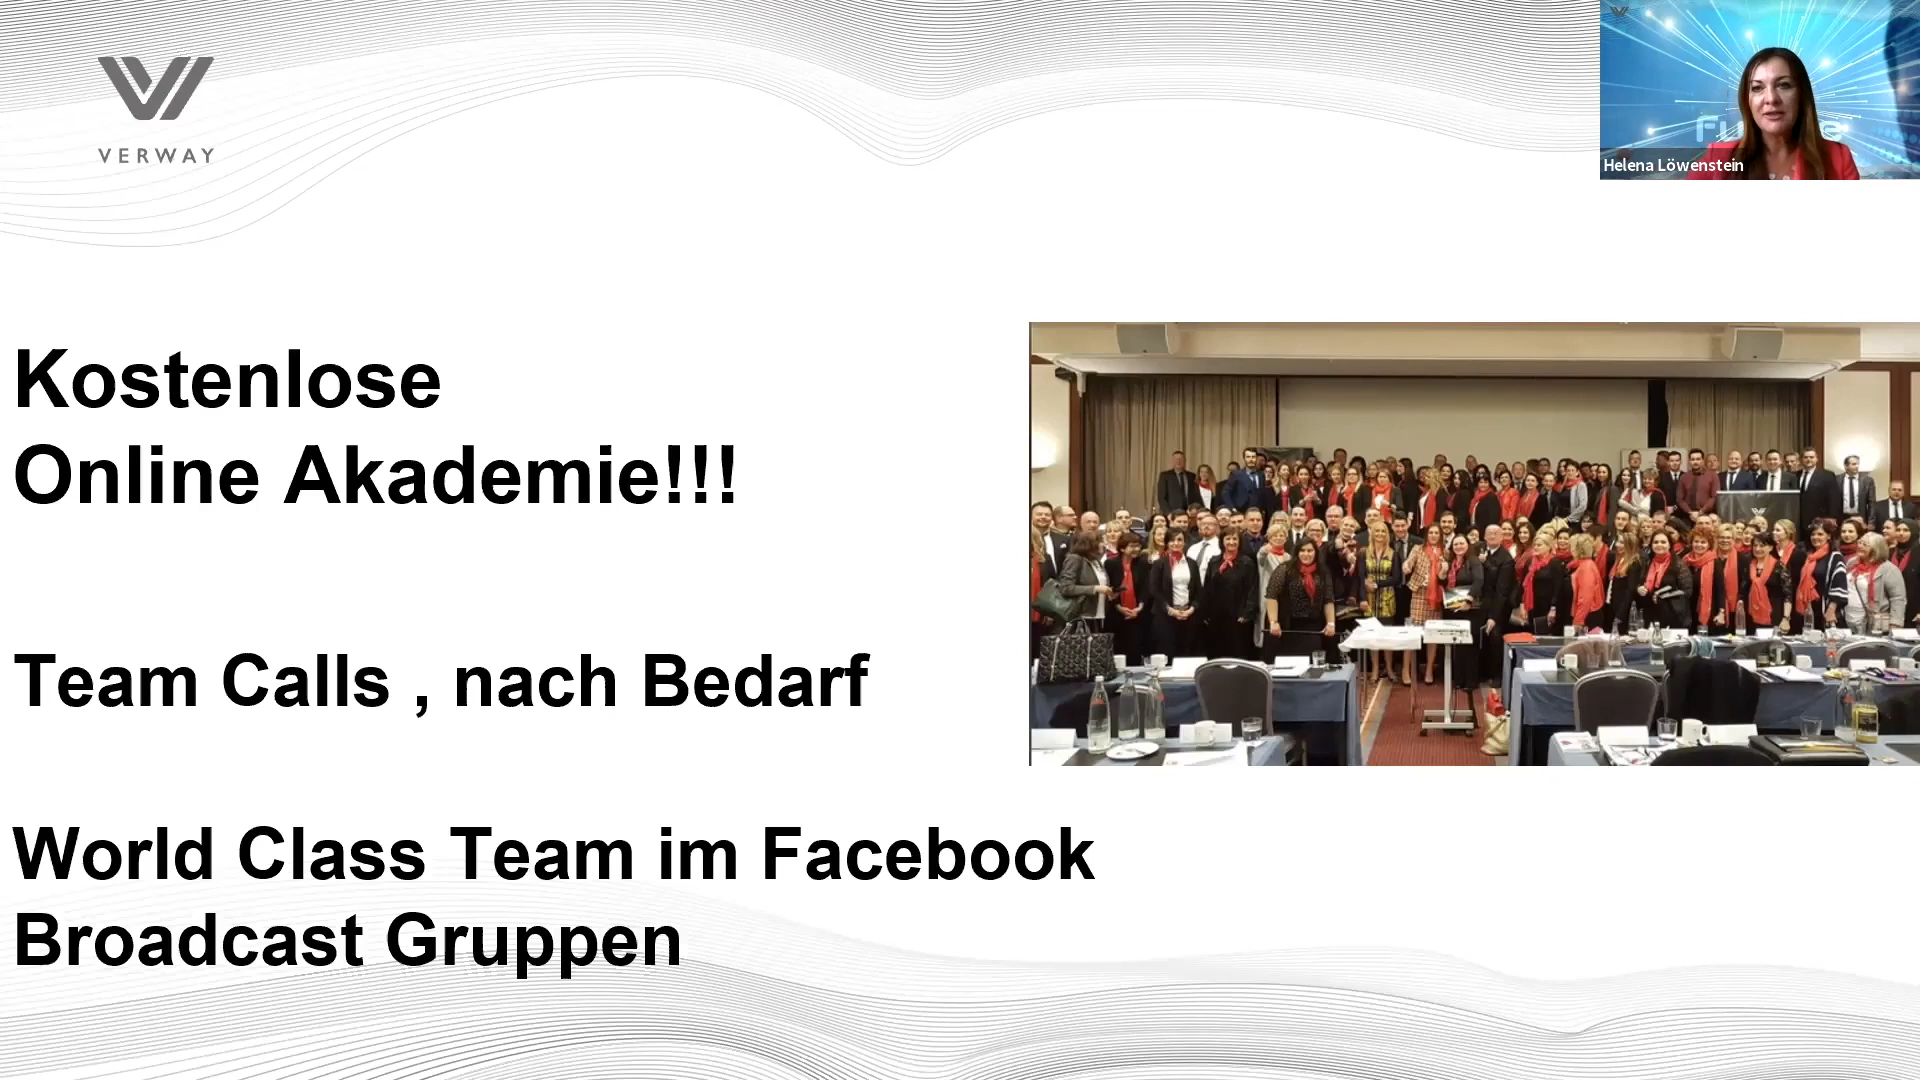 VERWAY
Helena Löwenstein
Kostenlose
Online Akademie!!!
Team Calls , nach Bedarf
World Class Team im Facebook
Broadcast Gruppen